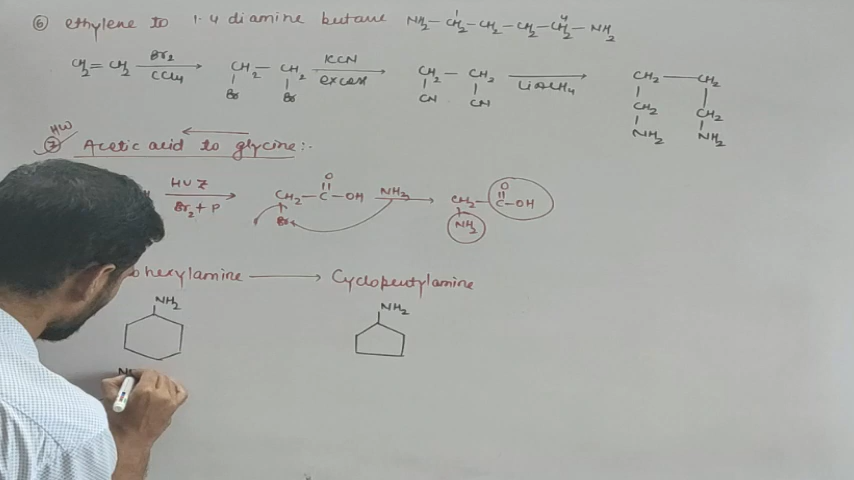 ⑥ ethylene to 1-4 diamine butane NH₂-CH₂-CH₂-CH₂-CH₂-NH₂
1 4
CH₂=CH₂ Br₂ CCl₄ CH₂-CH₂ KCN excess CH₂-CH₂ LiAlH₄ CH₂-CH₂
Br Br CN CN CH₂ CH₂
NH₂ NH₂
HW
⑦ Acetic acid to glycine:-
HVZ Br₂+P CH₂-C-OH NH₃ CH₂-C-OH
O O
Br NH₂
hexylamine Cyclopentylamine
NH₂ NH₂